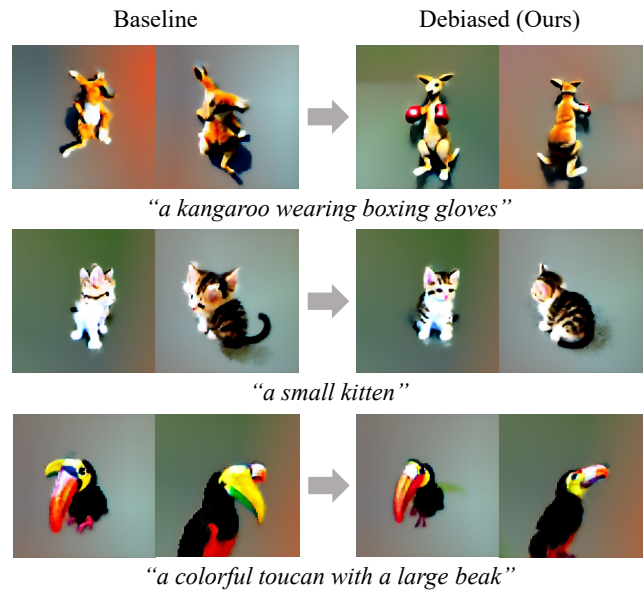 Baseline
Debiased (Ours)
“a kangaroo wearing boxing gloves”
“a small kitten”
“a colorful toucan with a large beak”